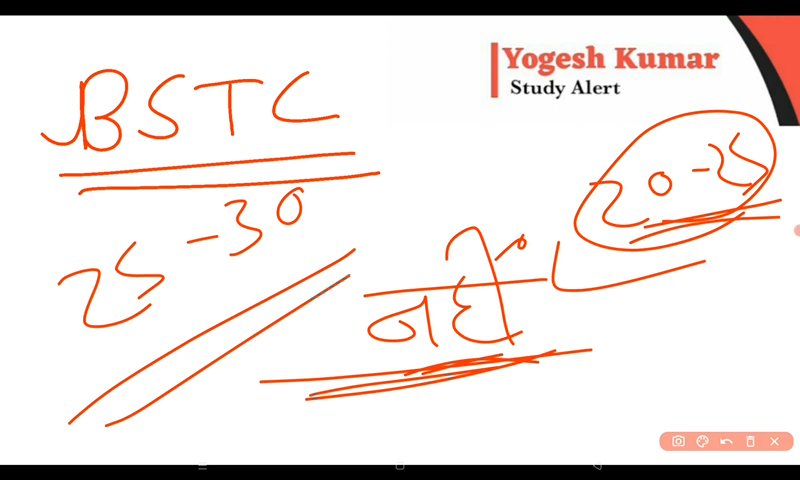 Yogesh Kumar
Study Alert
BSTC
20-25
25-30
नहीं